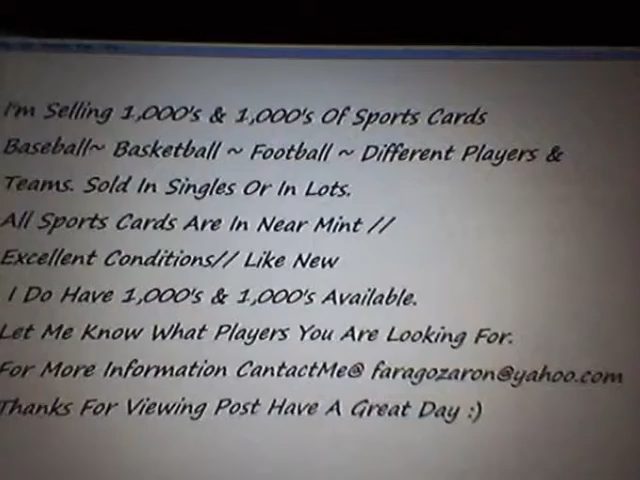 I'm Selling 1,000's & 1,000's Of Sports Cards
Baseball~ Basketball ~ Football ~ Different Players &
Teams. Sold In Singles Or In Lots.
All Sports Cards Are In Near Mint //
Excellent Conditions// Like New
I Do Have 1,000's & 1,000's Available.
Let Me Know What Players You Are Looking For.
For More Information CantactMe@ faragozaron@yahoo.com
Thanks For Viewing Post Have A Great Day :)